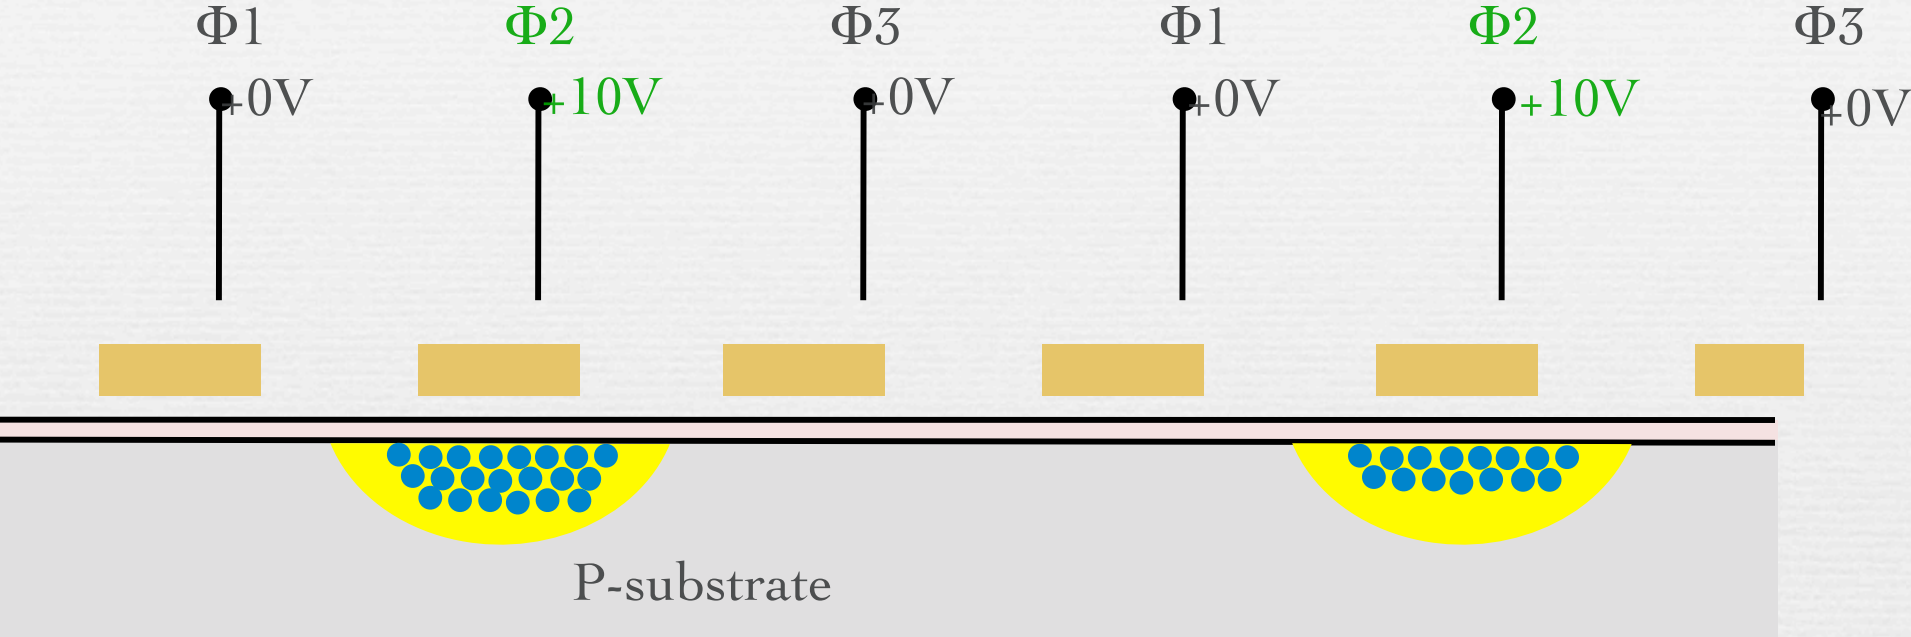 Φ1 Φ2 Φ3 Φ1 Φ2 Φ3
+0V +10V +0V +0V +10V +0V
P-substrate